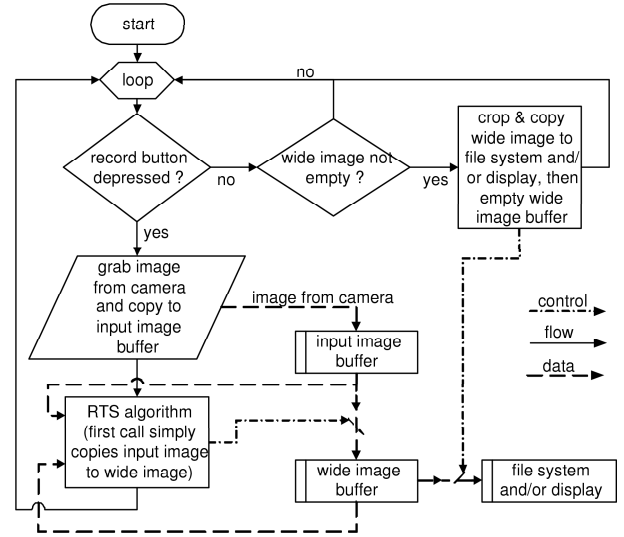 start
loop
no
record button
depressed ?
no
wide image not
empty ?
yes
crop & copy
wide image to
file system and/
or display, then
empty wide
image buffer
yes
grab image
from camera
and copy to
input image
buffer
image from camera
input image
buffer
control
flow
data
RTS algorithm
(first call simply
copies input image
to wide image)
wide image
buffer
file system
and/or display